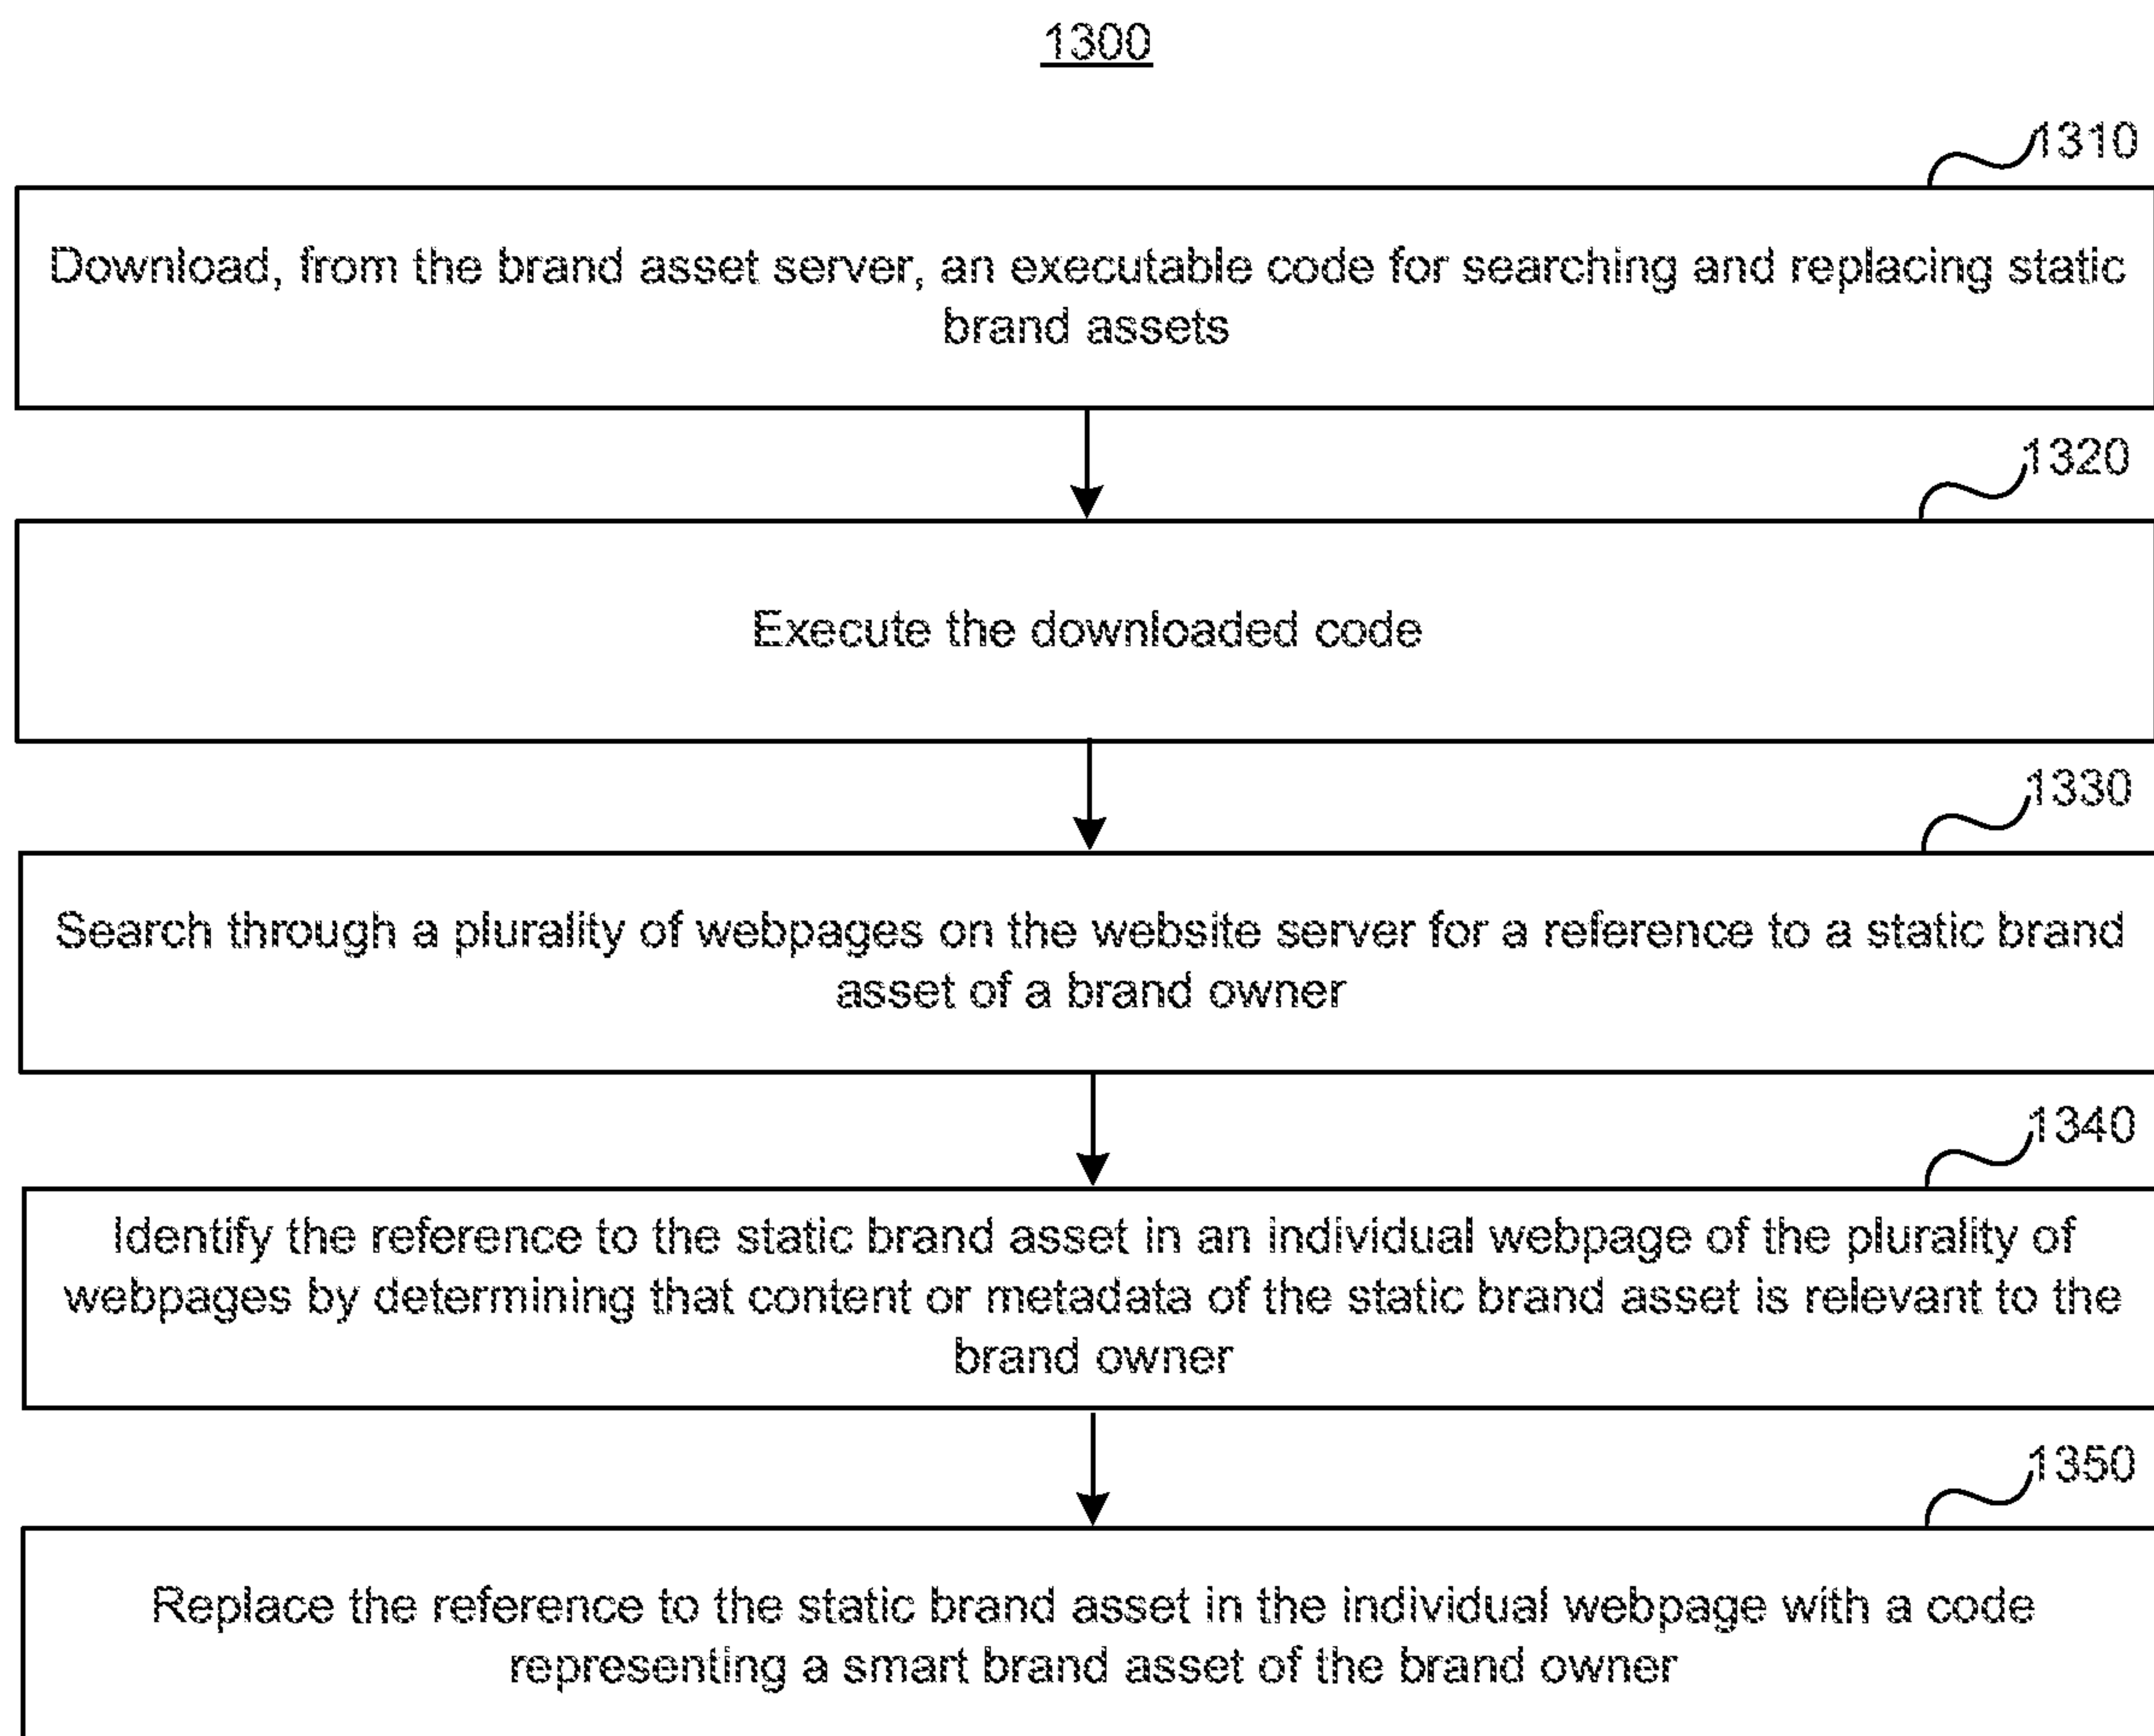 1300
1310
Download, from the brand asset server, an executable code for searching and replacing static
brand assets
1320
Execute the downloaded code
1330
Search through a plurality of webpages on the website server for a reference to a static brand
asset of a brand owner
1340
Identify the reference to the static brand asset in an individual webpage of the plurality of
webpages by determining that content or metadata of the static brand asset is relevant to the
brand owner
1350
Replace the reference to the static brand asset in the individual webpage with a code
representing a smart brand asset of the brand owner